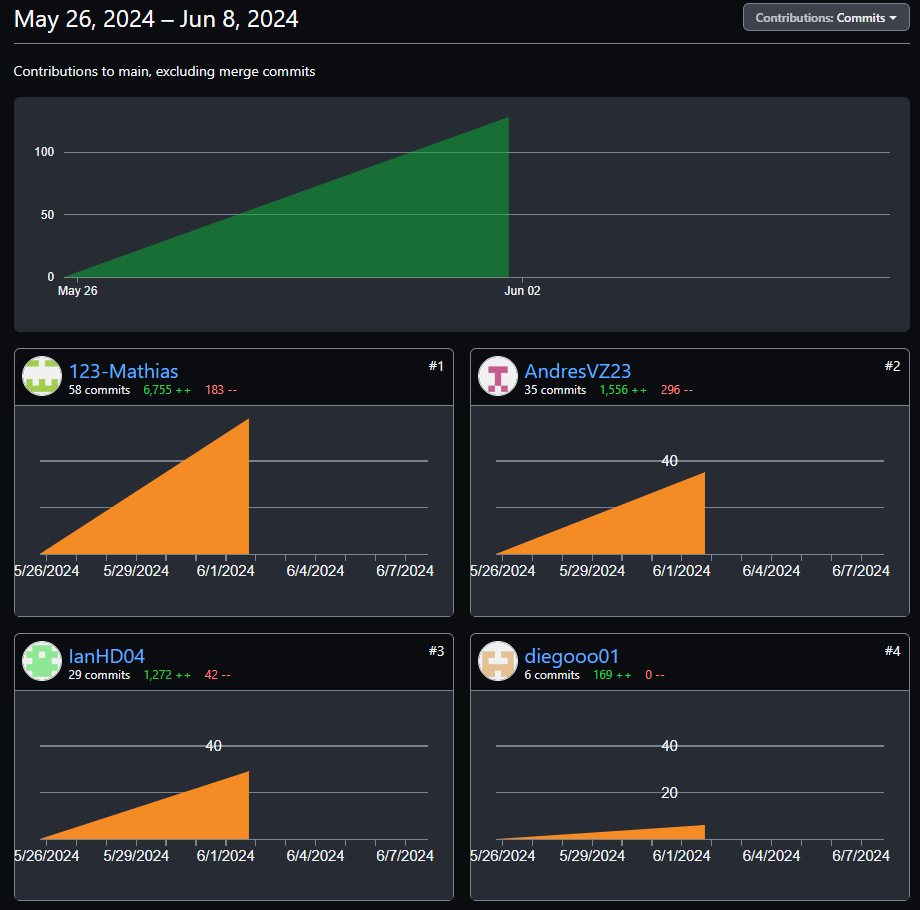 May 26, 2024 – Jun 8, 2024
Contributions: Commits
Contributions to main, excluding merge commits
100
50
0
May 26 Jun 02
123-Mathias #1
58 commits 6,755 ++ 183 --
5/26/2024 5/29/2024 6/1/2024 6/4/2024 6/7/2024
AndresVZ23 #2
35 commits 1,556 ++ 296 --
40
5/26/2024 5/29/2024 6/1/2024 6/4/2024 6/7/2024
IanHD04 #3
29 commits 1,272 ++ 42 --
40
5/26/2024 5/29/2024 6/1/2024 6/4/2024 6/7/2024
diegooo01 #4
6 commits 169 ++ 0 --
40
20
5/26/2024 5/29/2024 6/1/2024 6/4/2024 6/7/2024